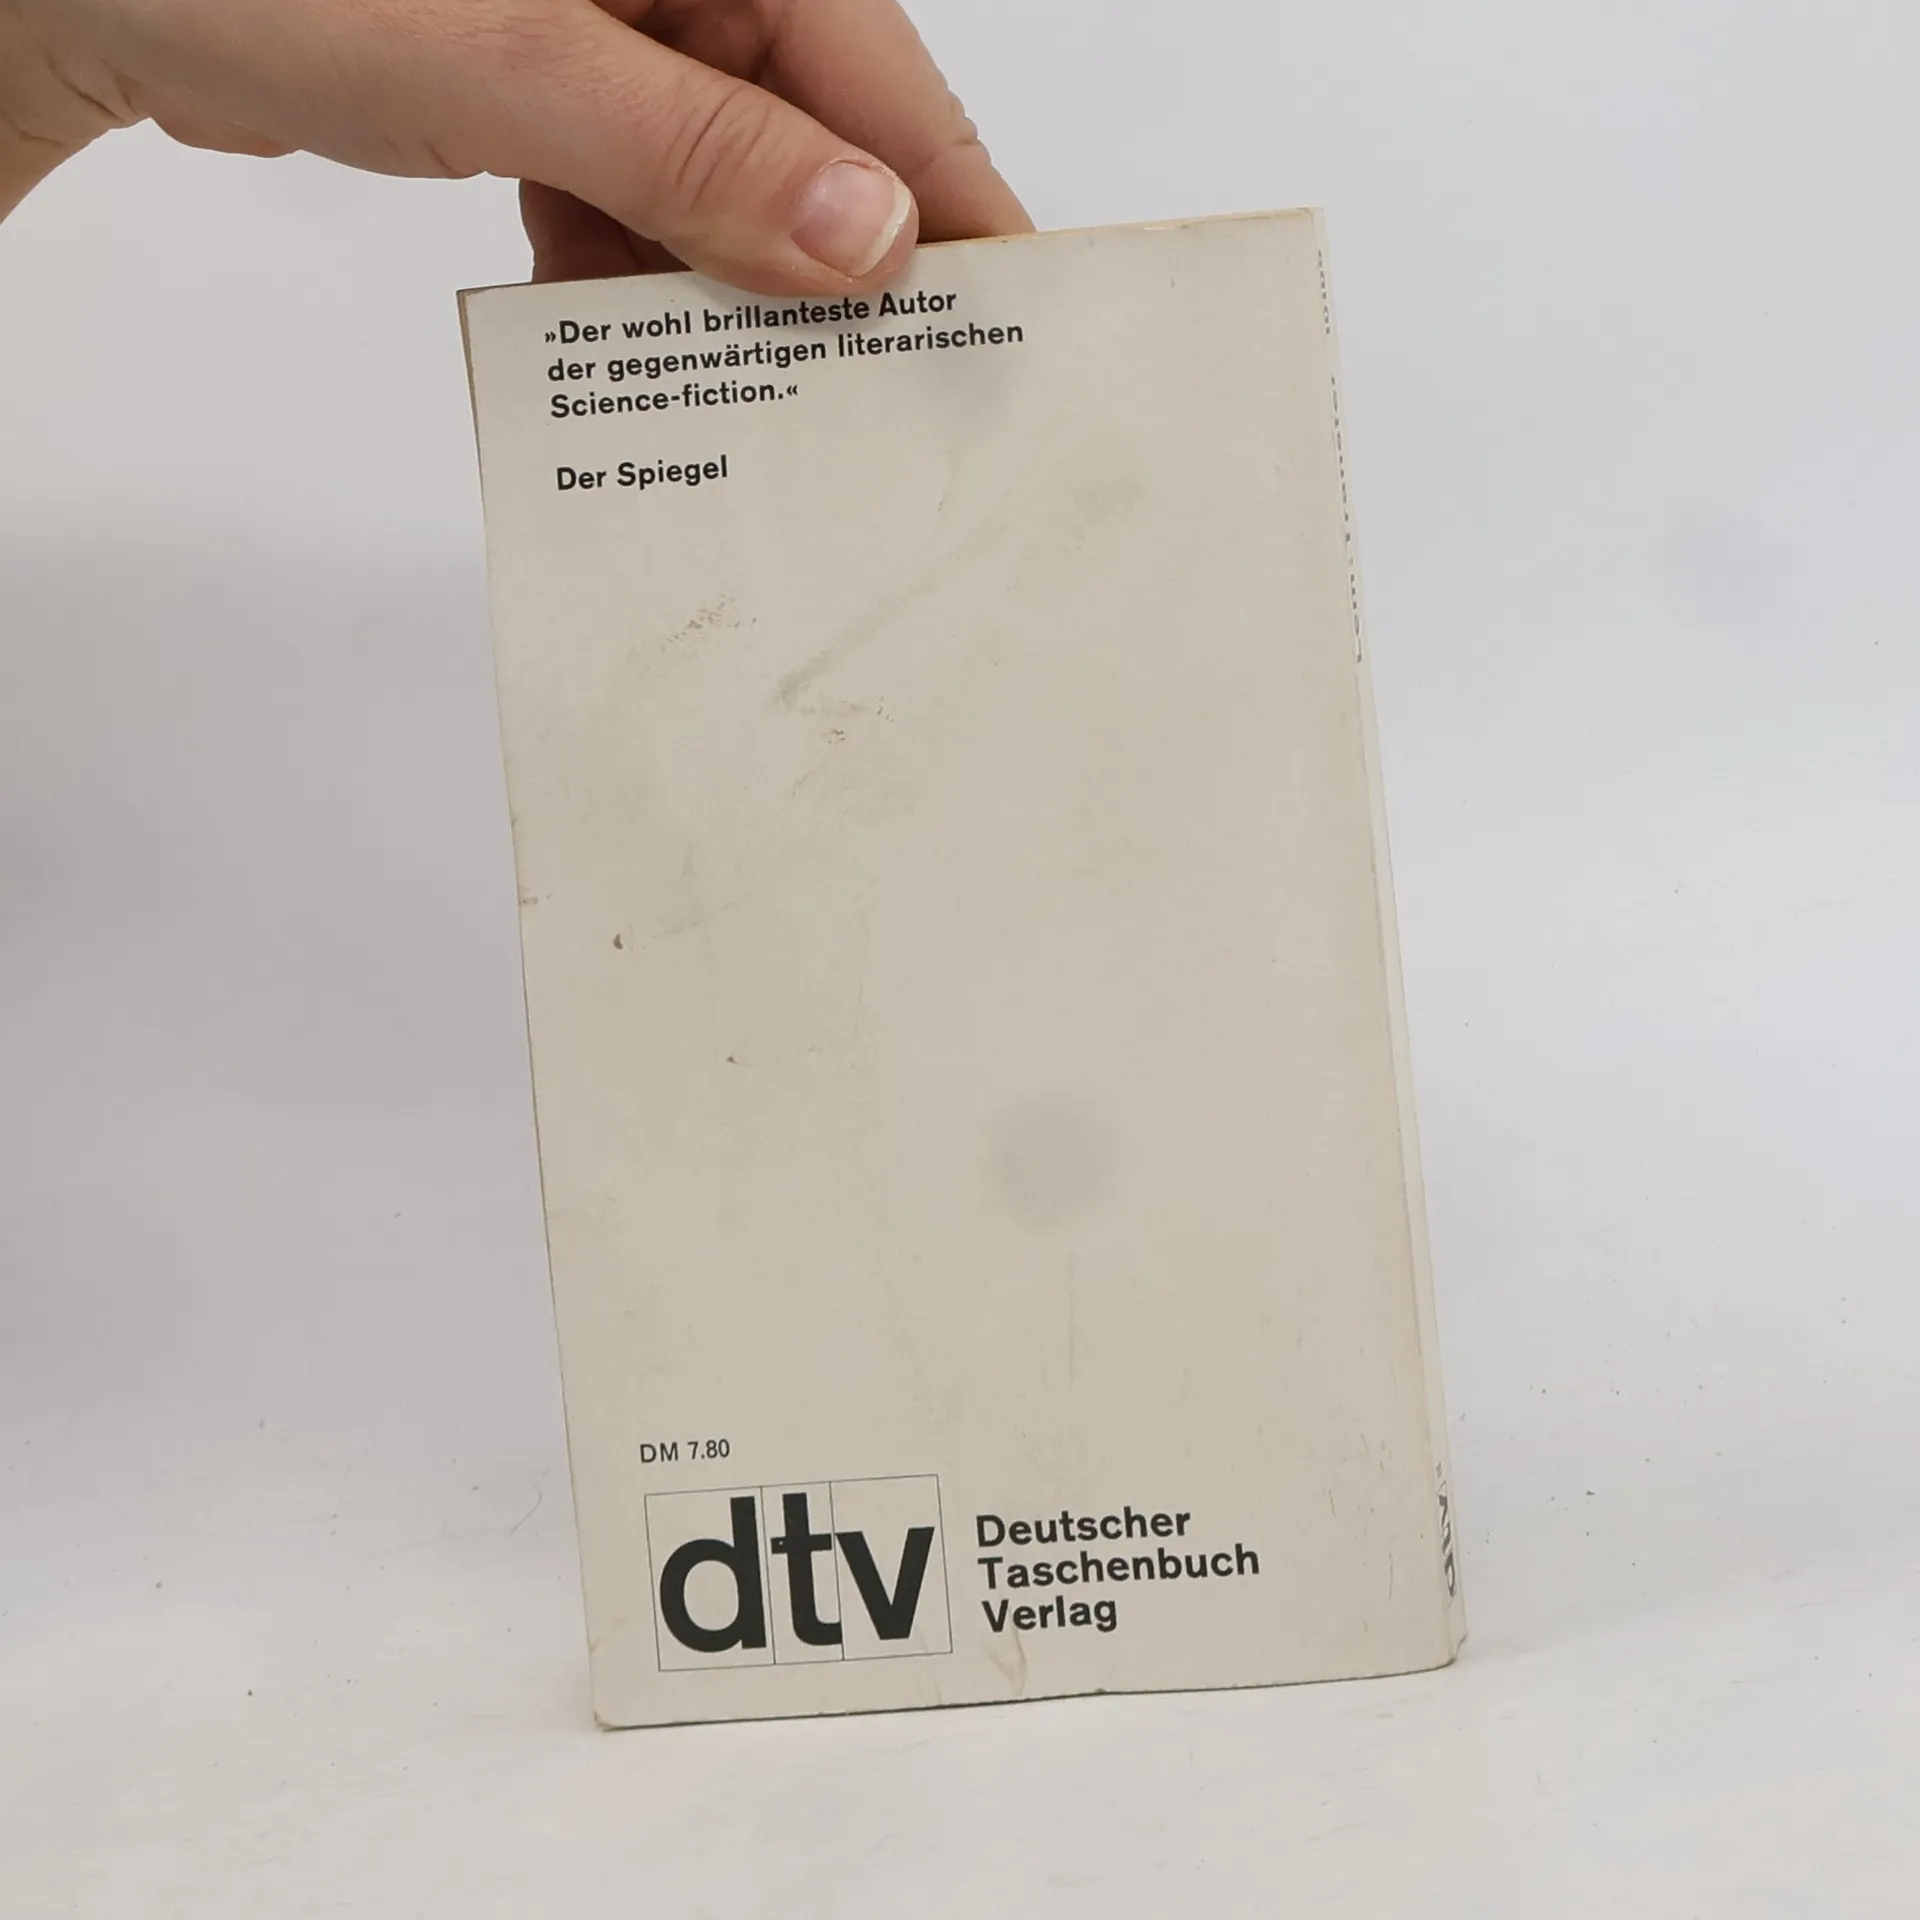 »Der wohl brillanteste Autor
der gegenwärtigen literarischen
Science-fiction.«
Der Spiegel
DM 7.80
dtv
Deutscher
Taschenbuch
Verlag